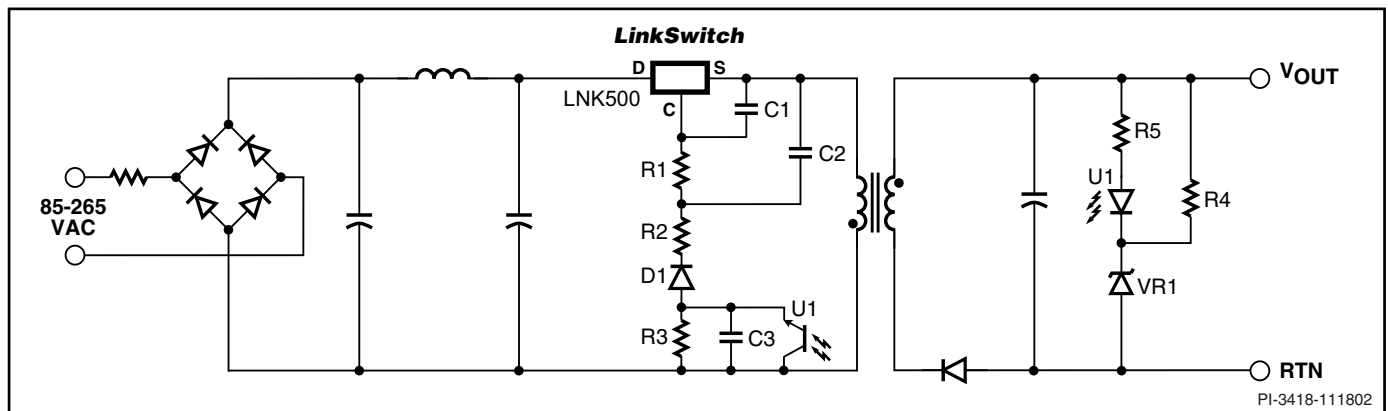 LinkSwitch
D
S
LNK500
C
C1
C2
R1
R2
D1
R3
C3
U1
85-265
VAC
VOUT
R5
U1
R4
VR1
RTN
PI-3418-111802